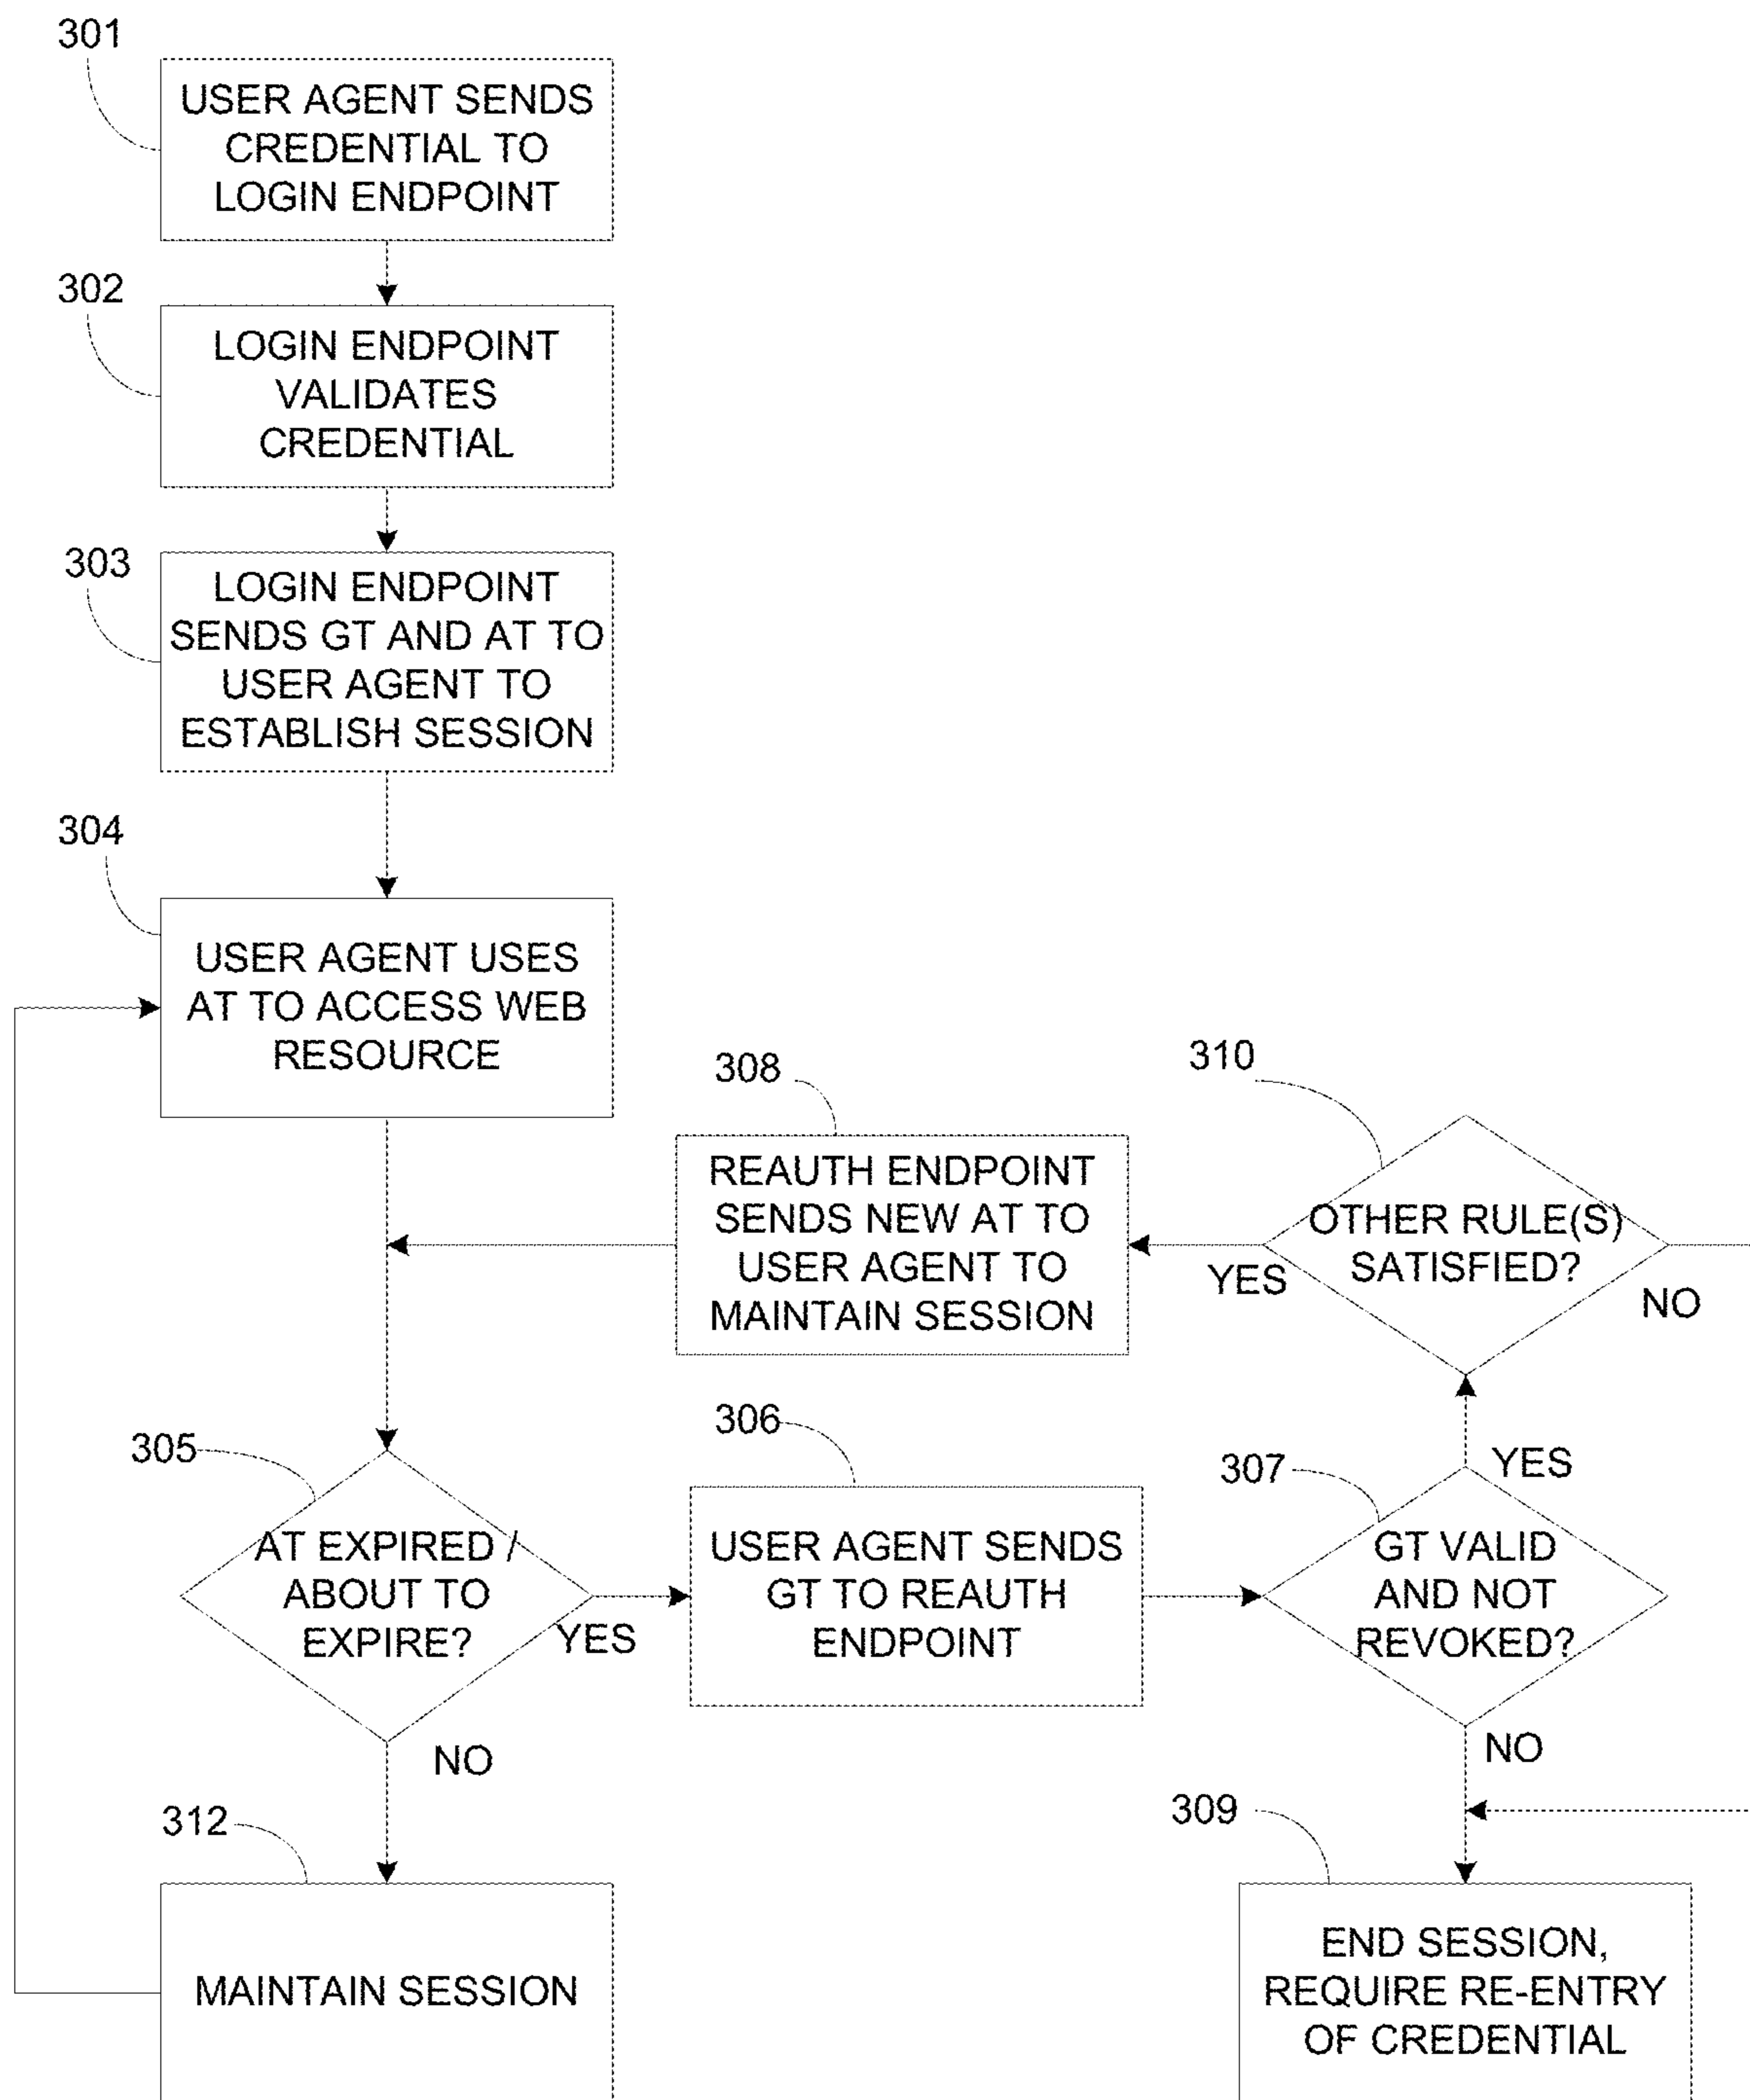 301
USER AGENT SENDS
CREDENTIAL TO
LOGIN ENDPOINT
302
LOGIN ENDPOINT
VALIDATES
CREDENTIAL
303
LOGIN ENDPOINT
SENDS GT AND AT TO
USER AGENT TO
ESTABLISH SESSION
304
USER AGENT USES
AT TO ACCESS WEB
RESOURCE
308
REAUTH ENDPOINT
SENDS NEW AT TO
USER AGENT TO
MAINTAIN SESSION
310
OTHER RULE(S)
SATISFIED?
YES
NO
305
AT EXPIRED /
ABOUT TO
EXPIRE?
YES
NO
306
USER AGENT SENDS
GT TO REAUTH
ENDPOINT
307
YES
GT VALID
AND NOT
REVOKED?
NO
312
MAINTAIN SESSION
309
END SESSION,
REQUIRE RE-ENTRY
OF CREDENTIAL